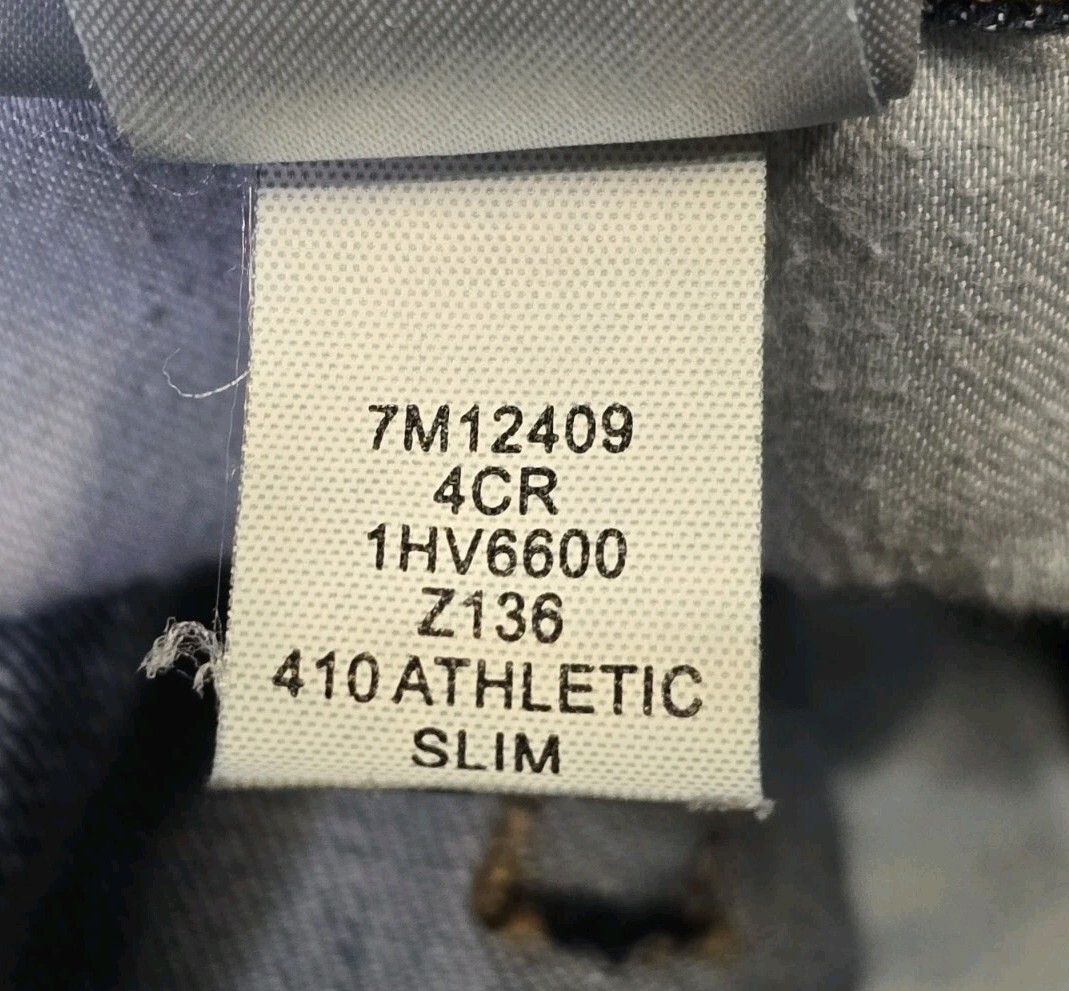 7M12409
4CR
1HV6600
Z136
410 ATHLETIC
SLIM